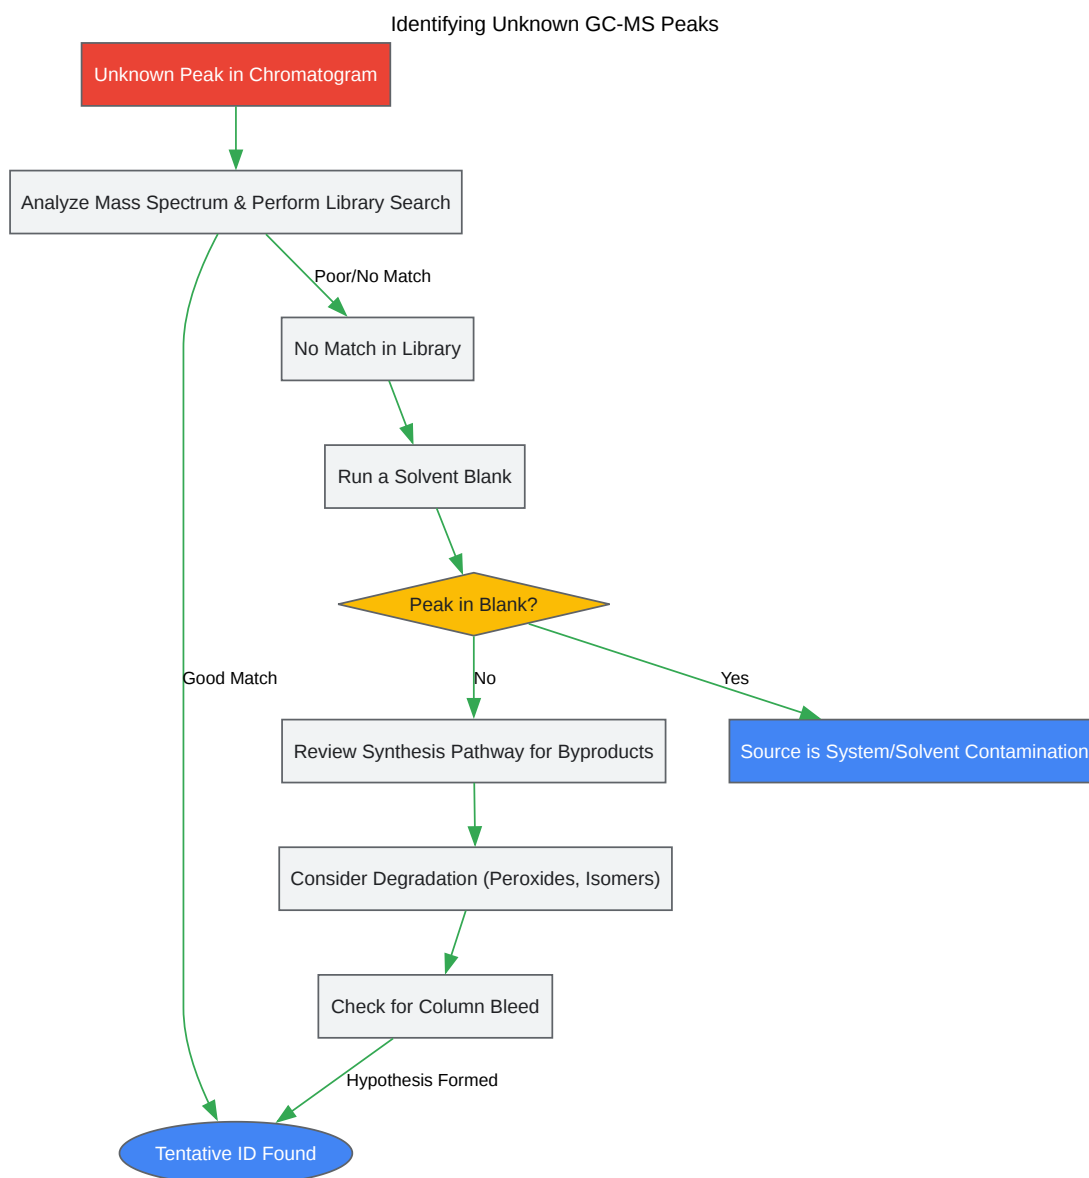 Identifying Unknown GC-MS Peaks
Unknown Peak in Chromatogram
Analyze Mass Spectrum & Perform Library Search
Poor/No Match
No Match in Library
Run a Solvent Blank
Peak in Blank?
Good Match
No
Yes
Review Synthesis Pathway for Byproducts
Source is System/Solvent Contamination
Consider Degradation (Peroxides, Isomers)
Check for Column Bleed
Hypothesis Formed
Tentative ID Found